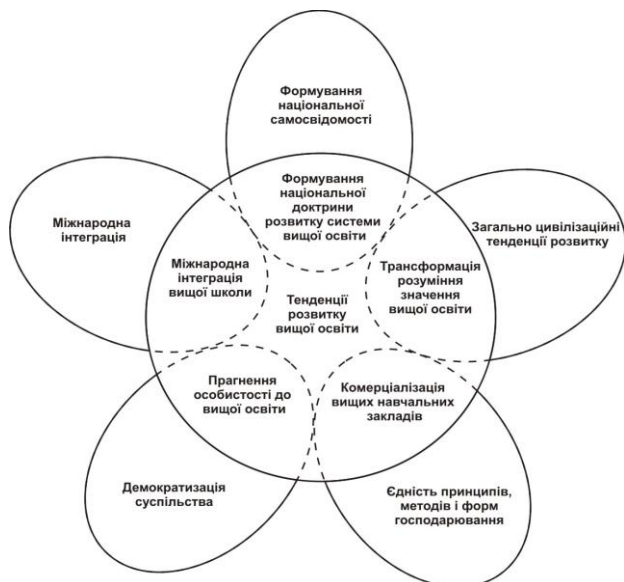 Формування
національної
самосвідомості
Формування
національної
доктрини
розвитку системи
вищої освіти
Міжнародна
інтеграція
Загально цивілізаційні
тенденції розвитку
Міжнародна
інтеграція
вищої школи
Трансформація
розуміння
значення
вищої освіти
Тенденції
розвитку
вищої освіти
Прагнення
особистості до
вищої освіти
Комерціалізація
вищих навчальних
закладів
Демократизація
суспільства
Єдність принципів,
методів і форм
господарювання